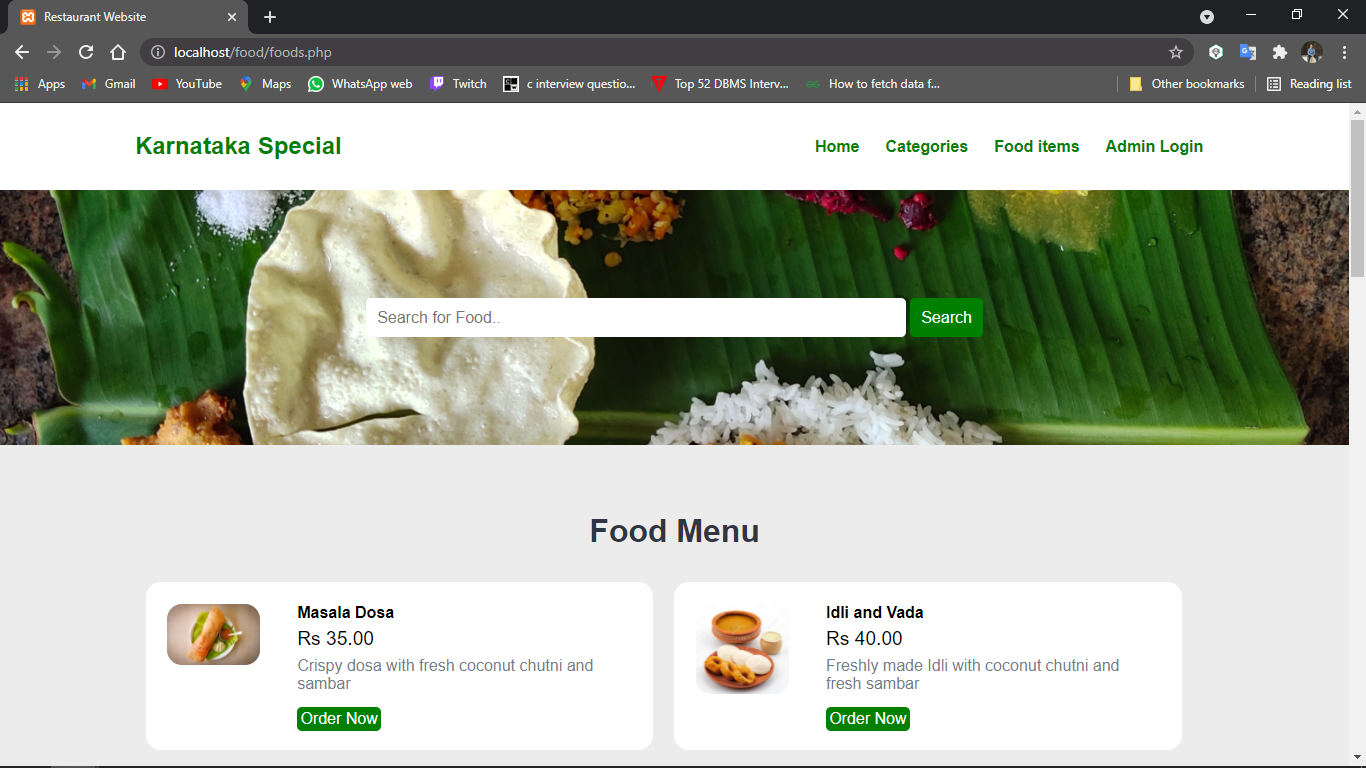 Restaurant Website
localhost/food/foods.php
Apps Gmail YouTube Maps WhatsApp web Twitch c interview questio... Top 52 DBMS Interv... How to fetch data f... Other bookmarks Reading list
Karnataka Special Home Categories Food items Admin Login
Search for Food.. Search
Food Menu
Masala Dosa
Rs 35.00
Crispy dosa with fresh coconut chutni and
sambar
Order Now
Idli and Vada
Rs 40.00
Freshly made Idli with coconut chutni and
fresh sambar
Order Now